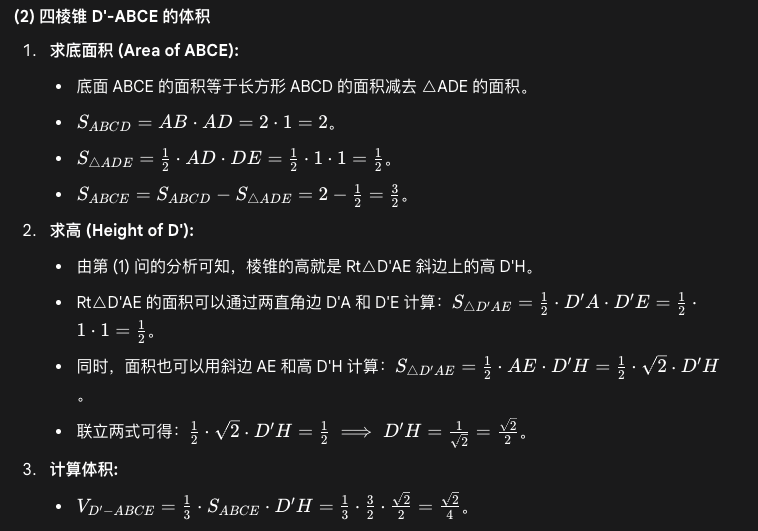 (2) 四棱锥 D'-ABCE 的体积
1. 求底面积 (Area of ABCE):
• 底面 ABCE 的面积等于长方形 ABCD 的面积减去 △ADE 的面积。
• $S_{ABCD} = AB \cdot AD = 2 \cdot 1 = 2$。
• $S_{\triangle ADE} = \frac{1}{2} \cdot AD \cdot DE = \frac{1}{2} \cdot 1 \cdot 1 = \frac{1}{2}$。
• $S_{ABCE} = S_{ABCD} - S_{\triangle ADE} = 2 - \frac{1}{2} = \frac{3}{2}$。
2. 求高 (Height of D'):
• 由第 (1) 问的分析可知，棱锥的高就是 Rt△D'AE 斜边上的高 D'H。
• Rt△D'AE 的面积可以通过两直角边 D'A 和 D'E 计算：$S_{\triangle D'AE} = \frac{1}{2} \cdot D'A \cdot D'E = \frac{1}{2} \cdot$
$1 \cdot 1 = \frac{1}{2}$。
• 同时，面积也可以用斜边 AE 和高 D'H 计算：$S_{\triangle D'AE} = \frac{1}{2} \cdot AE \cdot D'H = \frac{1}{2} \cdot \sqrt{2} \cdot D'H$
。
• 联立两式可得：$\frac{1}{2} \cdot \sqrt{2} \cdot D'H = \frac{1}{2} \implies D'H = \frac{1}{\sqrt{2}} = \frac{\sqrt{2}}{2}$。
3. 计算体积:
• $V_{D'-ABCE} = \frac{1}{3} \cdot S_{ABCE} \cdot D'H = \frac{1}{3} \cdot \frac{3}{2} \cdot \frac{\sqrt{2}}{2} = \frac{\sqrt{2}}{4}$。